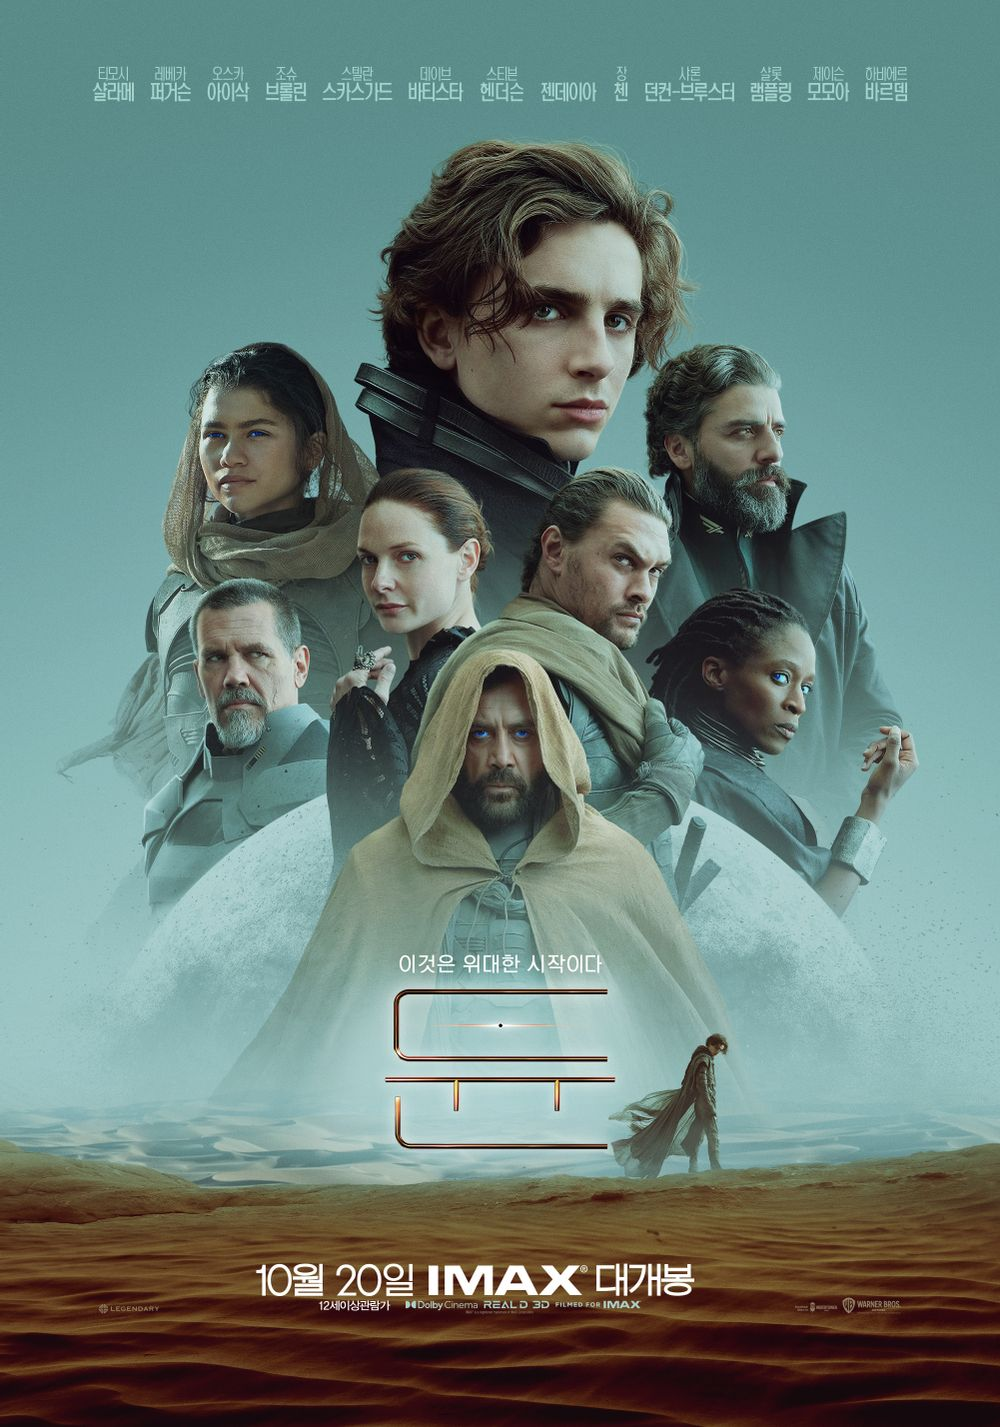 티모시 레베카 오스카 조슈 스텔란 데이브 스티븐 장 샤론 샬롯 제이슨 하비에르
샬라메 퍼거슨 아이삭 브롤린 스카스가드 바티스타 헨더슨 젠데이아 첸 던컨-브루스터 램플링 모모아 바르뎀
이것은 위대한 시작이다
듄
10월 20일 IMAX® 대개봉
12세이상관람가 Dolby Cinema REAL D 3D FILMED FOR IMAX
LEGENDARY
WARNER BROS.